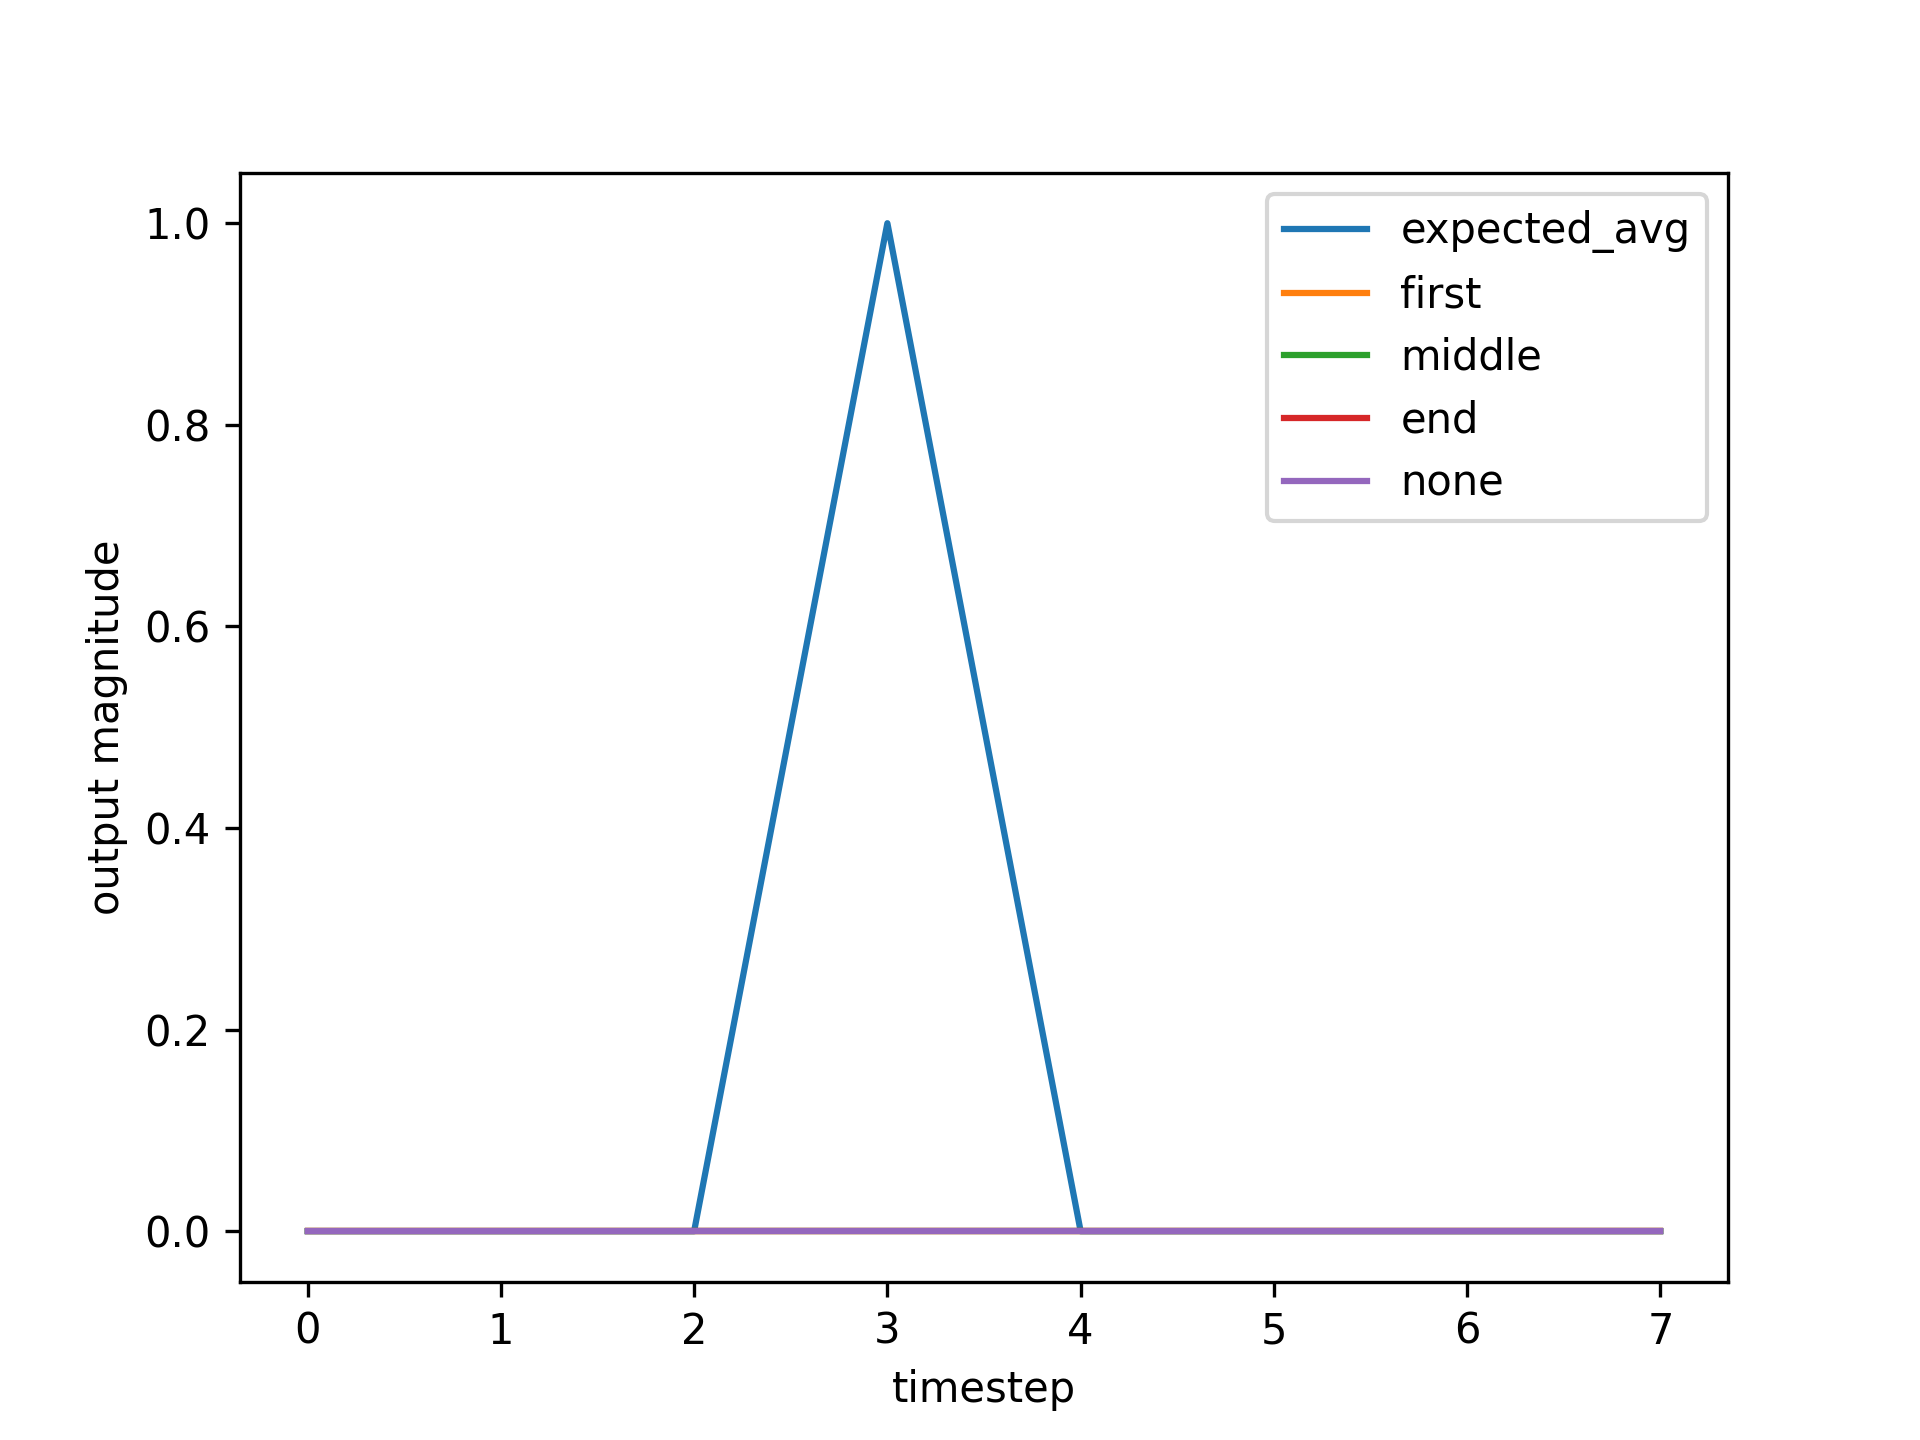 expected_avg
first
middle
end
none
output magnitude
1.0
0.8
0.6
0.4
0.2
0.0
0 1 2 3 4 5 6 7
timestep